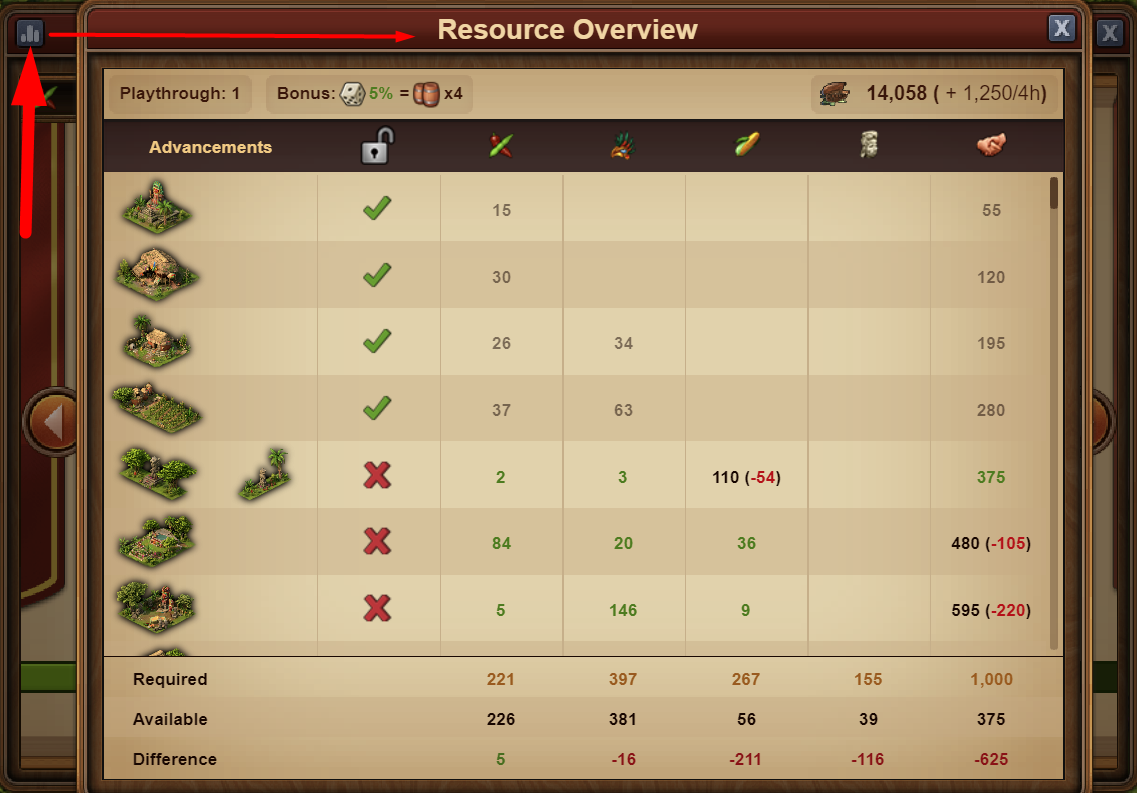 Resource Overview
X
X
Playthrough: 1
Bonus: 5% = x4
14,058 ( + 1,250/4h)
Advancements
15 55
30 120
26 34 195
37 63 280
2 3 110 (-54) 375
84 20 36 480 (-105)
5 146 9 595 (-220)
Required 221 397 267 155 1,000
Available 226 381 56 39 375
Difference 5 -16 -211 -116 -625